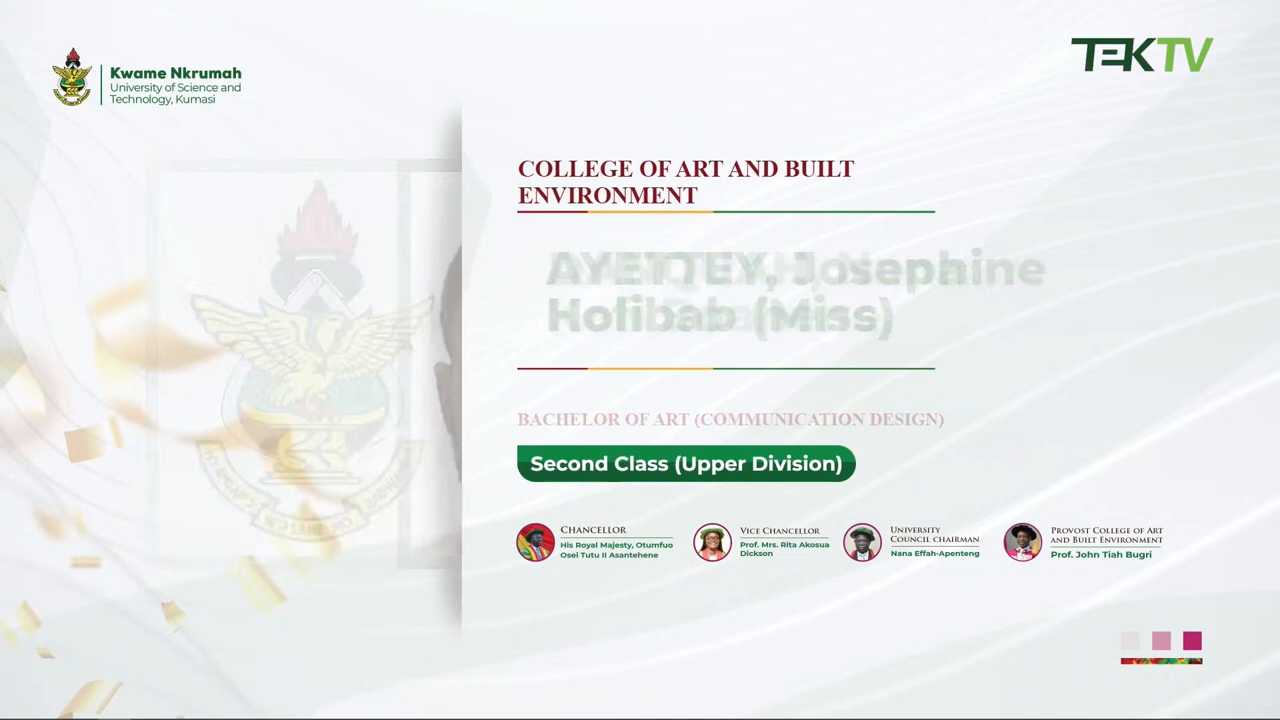 Kwame Nkrumah
University of Science and
Technology, Kumasi
TEKTV
COLLEGE OF ART AND BUILT
ENVIRONMENT
AYETTEY, Josephine
Holibab (Miss)
BACHELOR OF ART (COMMUNICATION DESIGN)
Second Class (Upper Division)
CHANCELLOR
His Royal Majesty, Otumfuo
Osei Tutu II Asantehene
VICE CHANCELLOR
Prof. Mrs. Rita Akosua
Dickson
UNIVERSITY
COUNCIL CHAIRMAN
Nana Effah-Apenteng
PROVOST COLLEGE OF ART
AND BUILT ENVIRONMENT
Prof. John Tiah Bugri